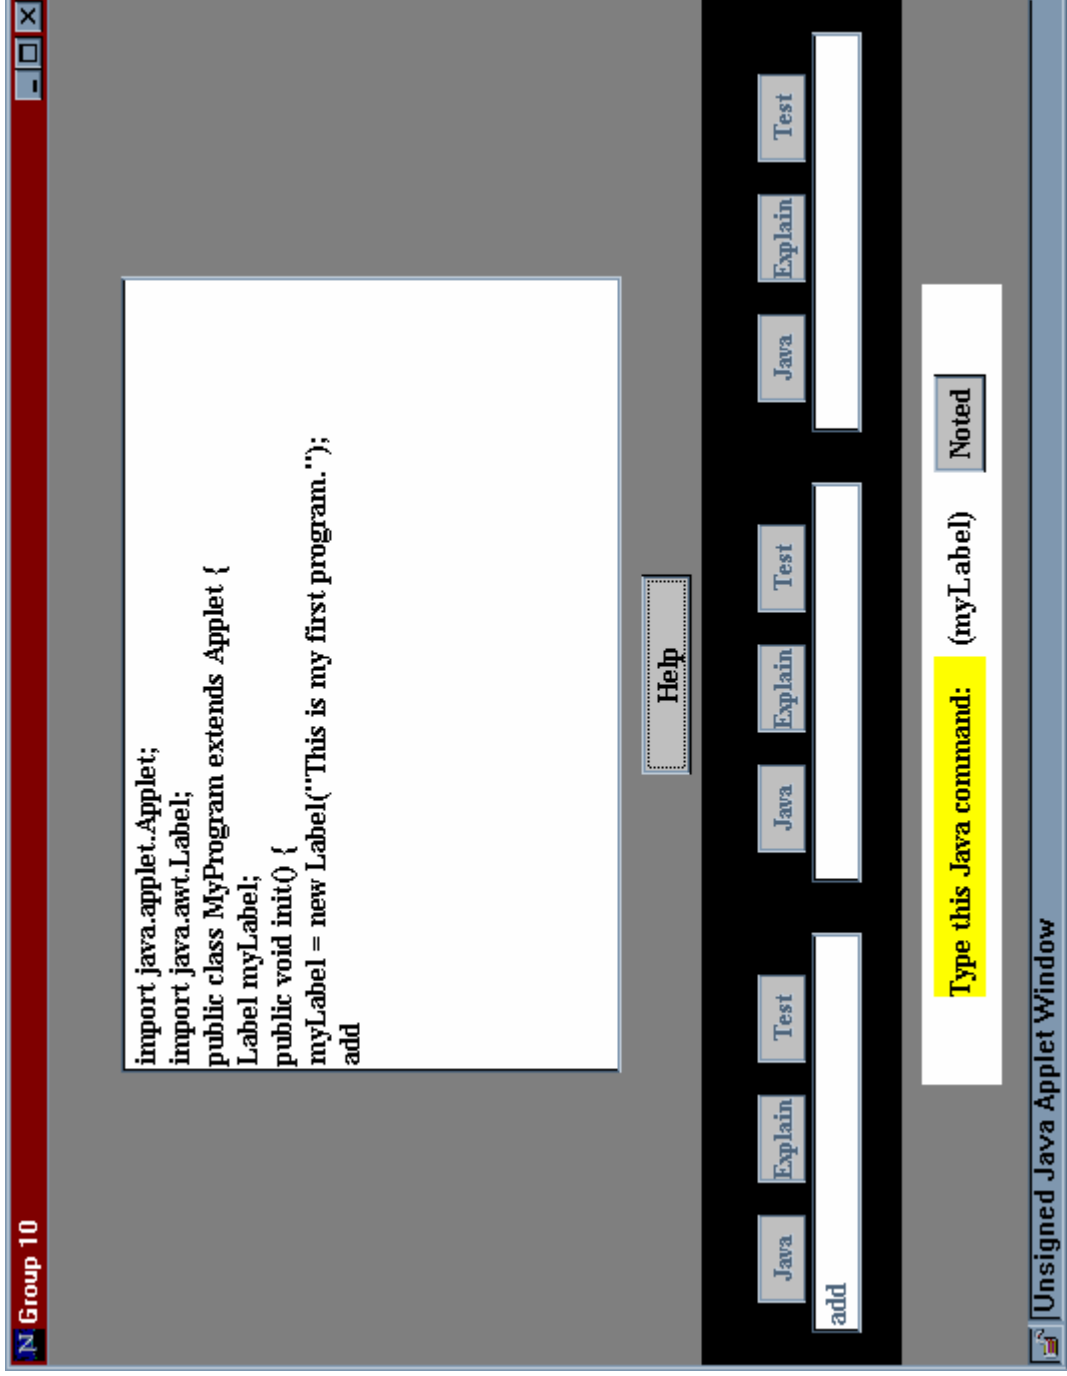 Group 10
import java.applet.Applet;
import java.awt.Label;
public class MyProgram extends Applet {
Label myLabel;
public void init() {
myLabel = new Label("This is my first program.");
add
Help
Java Explain Test Java Explain Test Java Explain Test
add
Type this Java command: (myLabel) Noted
Unsigned Java Applet Window